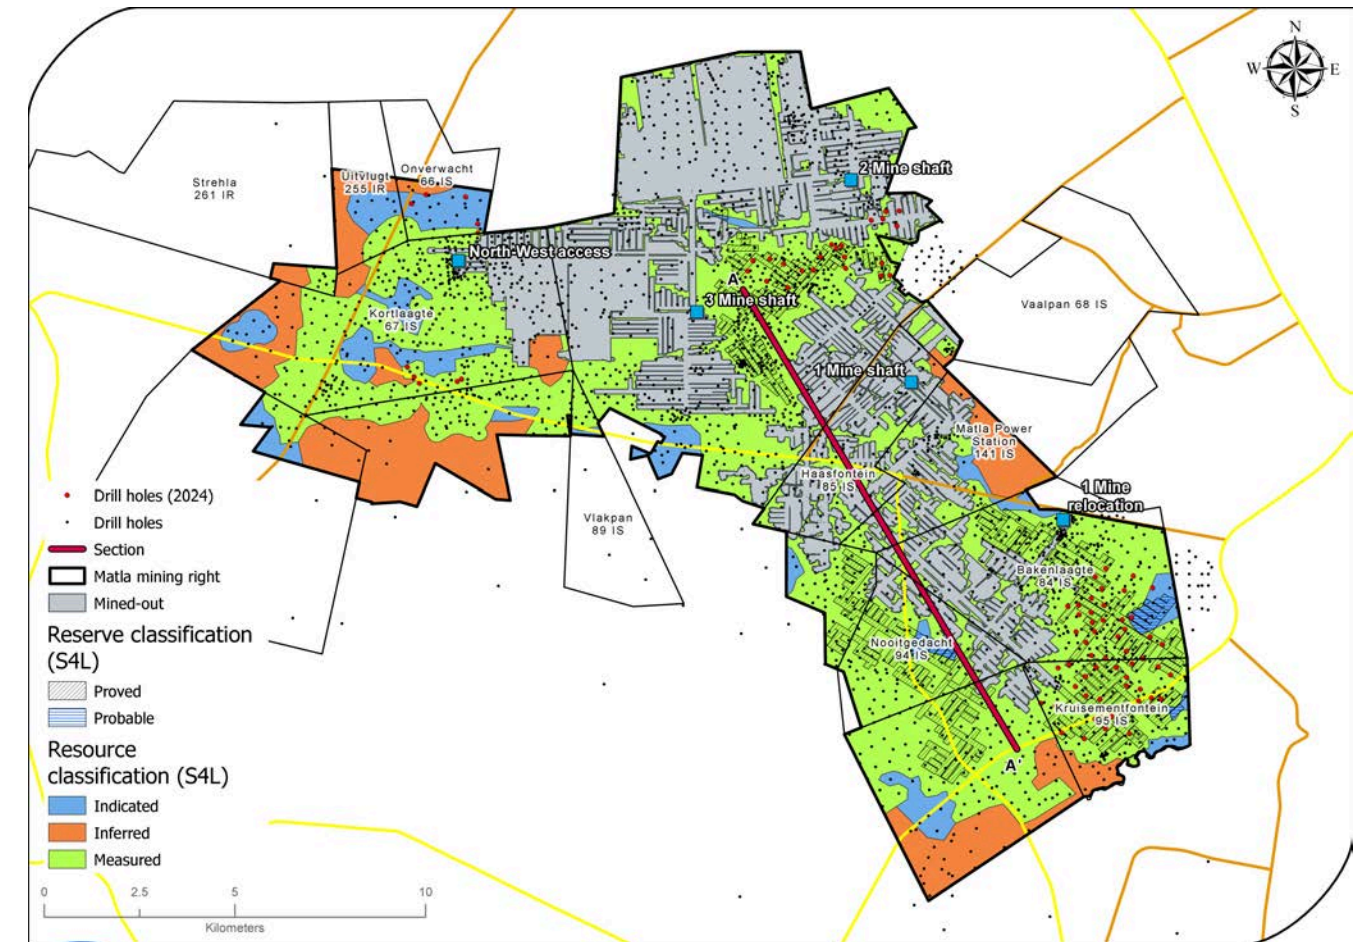 N
W E
S
Strehla
261 IR
Uitvlugt
255 IR
Onverwacht
66 IS
2 Mine shaft
North-West access
A
3 Mine shaft
Vaalpan 68 IS
Kortlaagte
67 IS
1 Mine shaft
Matla Power
Station
141 IS
Haasfontein
85 IS
1 Mine
relocation
Vlakpan
89 IS
Bakenlaagte
84 IS
Nooitgedacht
94 IS
Kruisementfontein
95 IS
A'
Drill holes (2024)
Drill holes
Section
Matla mining right
Mined-out
Reserve classification
(S4L)
Proved
Probable
Resource
classification (S4L)
Indicated
Inferred
Measured
0 2.5 5 10
Kilometers